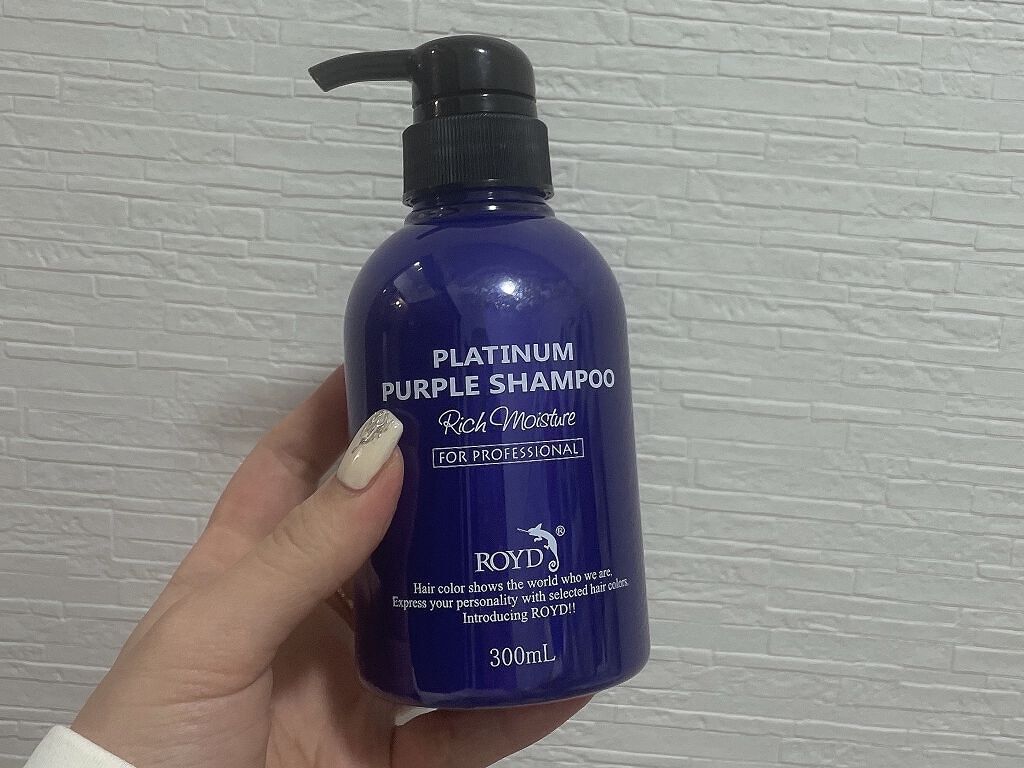 PLATINUM
PURPLE SHAMPOO
Rich Moisture
FOR PROFESSIONAL
ROYD®
Hair color shows the world who we are.
Express your personality with selected hair colors.
Introducing ROYD!!
300mL